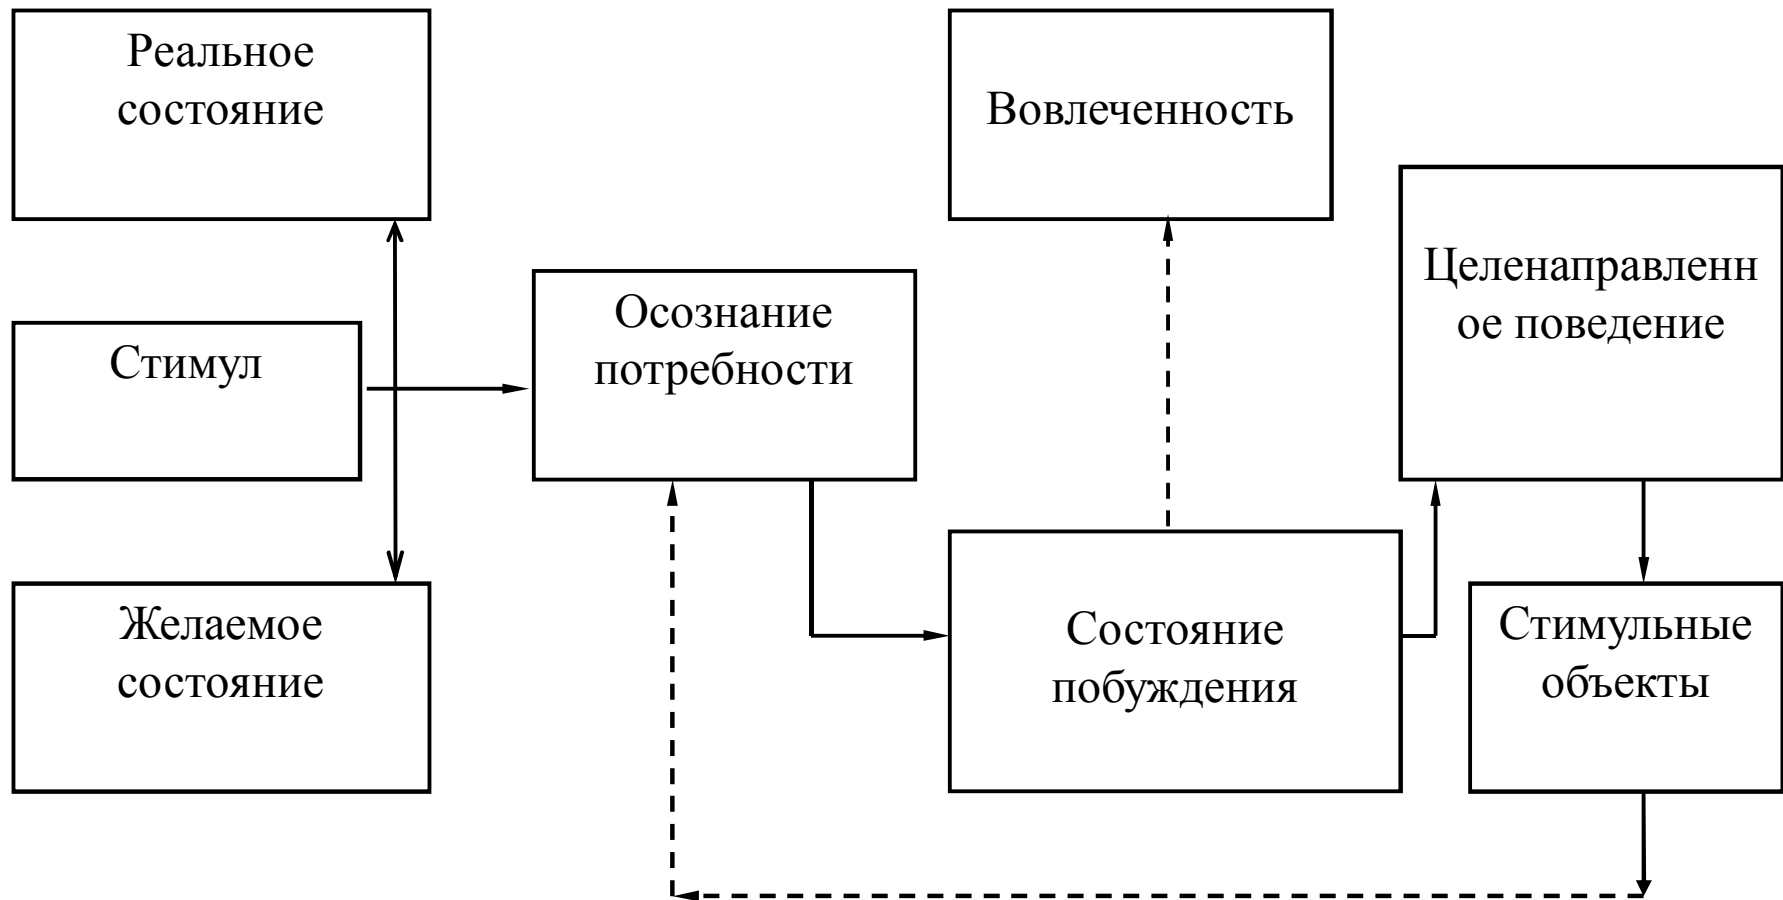 Реальное
состояние
Вовлеченность
Целенаправленн
ое поведение
Осознание
потребности
Стимул
Желаемое
состояние
Состояние
побуждения
Стимульные
объекты